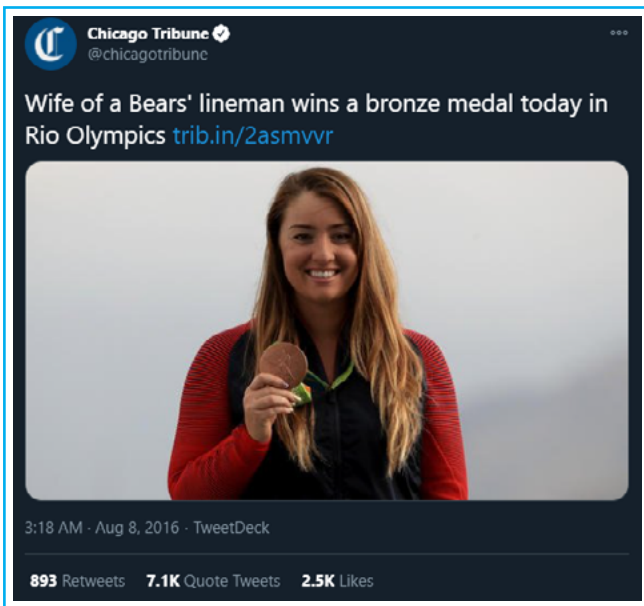 Chicago Tribune
@chicagotribune
Wife of a Bears' lineman wins a bronze medal today in
Rio Olympics trib.in/2asmvvr
3:18 AM · Aug 8, 2016 · TweetDeck
893 Retweets 7.1K Quote Tweets 2.5K Likes